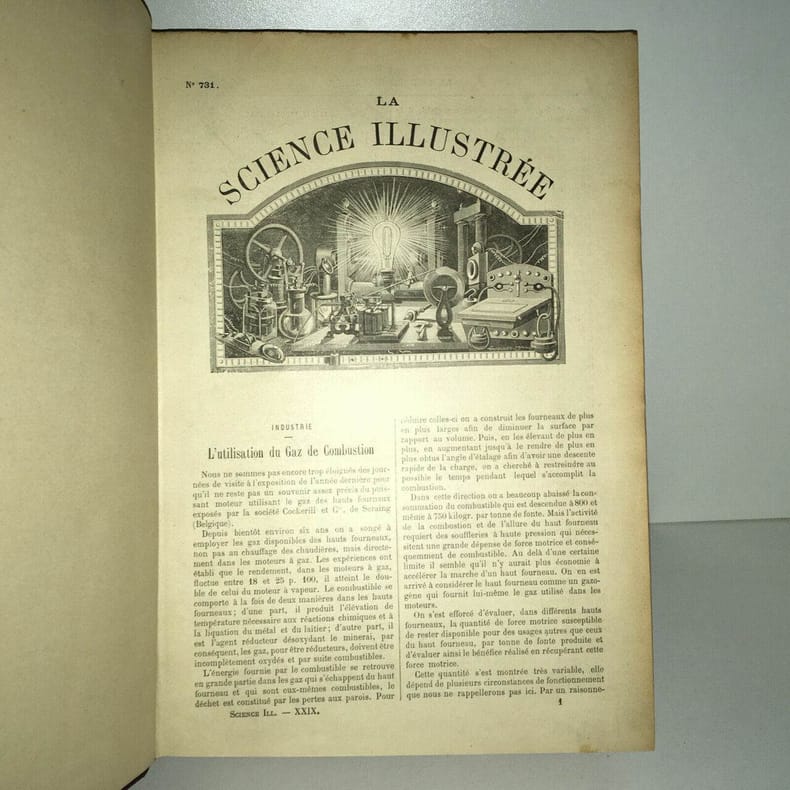 N° 731.
LA
SCIENCE ILLUSTRÉE
INDUSTRIE
L'utilisation du Gaz de Combustion
Nous ne sommes pas encore trop éloignés des jour-
nées de visite à l'exposition de l'année dernière pour
qu'il ne reste pas un souvenir assez précis du puis-
sant moteur utilisant le gaz des hauts fourneaux
exposés par la société Cockerill et Cie, de Seraing
(Belgique).
Depuis bientôt environ six ans on a songé à
employer les gaz disponibles des hauts fourneaux,
non pas au chauffage des chaudières, mais directe-
ment dans les moteurs à gaz. Les expériences ont
établi que le rendement, dans les moteurs à gaz,
fluctue entre 18 et 25 p. 100, il atteint le dou-
ble de celui du moteur à vapeur. Le combustible se
comporte à la fois de deux manières dans les hauts
fourneaux; d'une part, il produit l'élévation de
température nécessaire aux réactions chimiques et à
la liquation du métal et du laitier; d'autre part, il
est l'agent réducteur désoxydant le minerai, par
conséquent, les gaz, pour être réducteurs, doivent être
incomplètement oxydés et par suite combustibles.
L'énergie fournie par le combustible se retrouve
en grande partie dans les gaz qui s'échappent du haut
fourneau et qui sont eux-mêmes combustibles, le
déchet est constitué par les pertes aux parois. Pour
SCIENCE ILL. — XXIX.
réduire celles-ci on a construit les fourneaux de plus
en plus larges afin de diminuer la surface par
rapport au volume. Puis, en les élevant de plus en
plus, en augmentant jusqu'à le rendre de plus en
plus obtus l'angle d'étalage afin d'avoir une descente
rapide de la charge, on a cherché à restreindre au
possible le temps pendant lequel s'accomplit la
combustion.
Dans cette direction on a beaucoup abaissé la con-
sommation du combustible qui est descendue à 800 et
même à 750 kilogr. par tonne de fonte. Mais l'activité
de la combustion et de l'allure du haut fourneau
requiert des souffleries à haute pression qui néces-
sitent une grande dépense de force motrice et consé-
quemment de combustible. Au delà d'une certaine
limite il semble qu'il n'y aurait plus économie à
accélérer la marche d'un haut fourneau. On en est
arrivé à considérer le haut fourneau comme un gazo-
gène qui fournit lui-même le gaz utilisé dans les
moteurs.
On s'est efforcé d'évaluer, dans différents hauts
fourneaux, la quantité de force motrice susceptible
de rester disponible pour des usages autres que ceux
du haut fourneau, par tonne de fonte produite et
d'évaluer ainsi le bénéfice réalisé en récupérant cette
force motrice.
Cette quantité s'est montrée très variable, elle
dépend de plusieurs circonstances de fonctionnement
que nous ne rappellerons pas ici. Par un raisonne-
1